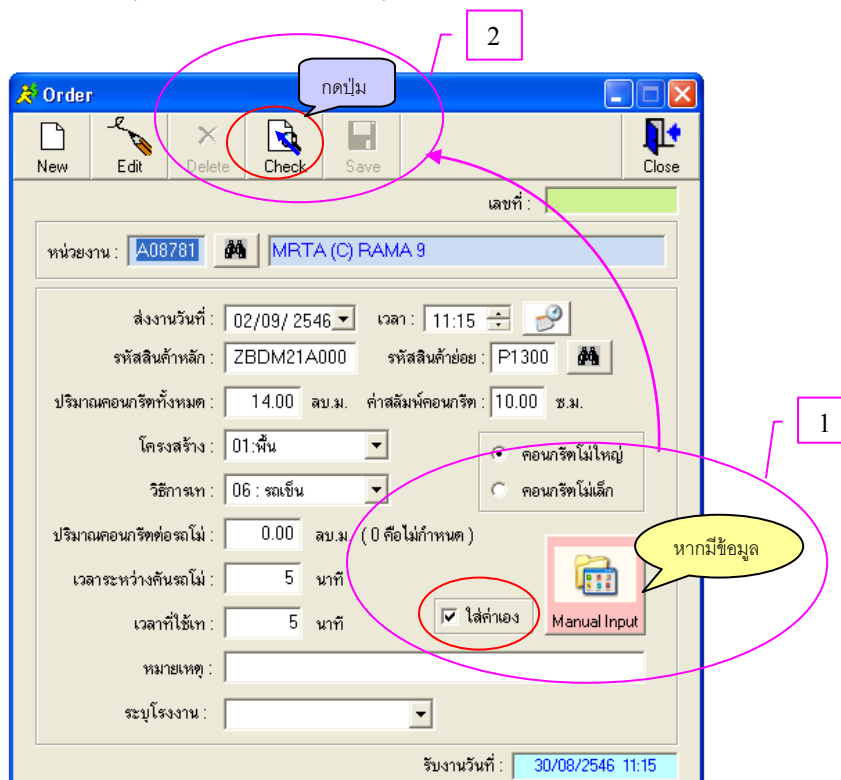 2
กดปุ่ม
Order
New Edit Delete Check Save Close
เลขที่ :
หน่วยงาน : A08781 MRTA (C) RAMA 9
ส่งงานวันที่ : 02/09/ 2546 เวลา : 11:15
รหัสสินค้าหลัก : ZBDM21A000 รหัสสินค้าย่อย : P1300
ปริมาณคอนกรีตทั้งหมด : 14.00 ลบ.ม. ค่าสลัมพ์คอนกรีต : 10.00 ซ.ม.
1
โครงสร้าง : 01:พื้น
คอนกรีตโม่ใหญ่
วิธีการเท : 06 : รถเข็น
คอนกรีตโม่เล็ก
ปริมาณคอนกรีตต่อรถโม่ : 0.00 ลบ.ม. ( 0 คือไม่กำหนด )
หากมีข้อมูล
เวลาระหว่างคันรถโม่ : 5 นาที
เวลาที่ใช้เท : 5 นาที
ใส่ค่าเอง
Manual Input
หมายเหตุ :
ระบุโรงงาน :
รับงานวันที่ : 30/08/2546 11:15